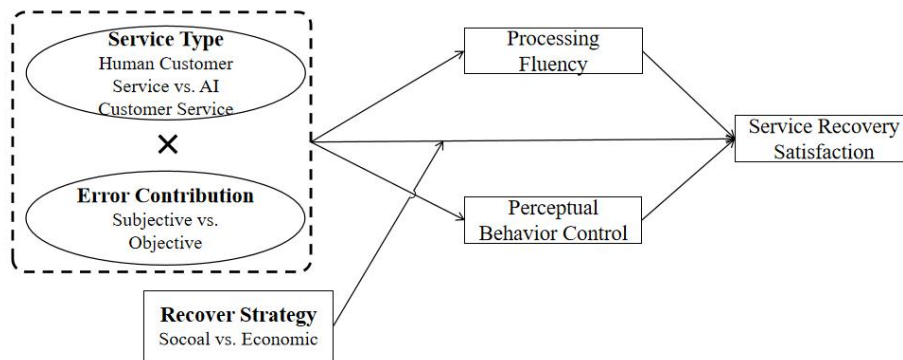 Service Type
Human Customer
Service vs. AI
Customer Service
×
Error Contribution
Subjective vs.
Objective
Recover Strategy
Socoal vs. Economic
Processing
Fluency
Perceptual
Behavior Control
Service Recovery
Satisfaction